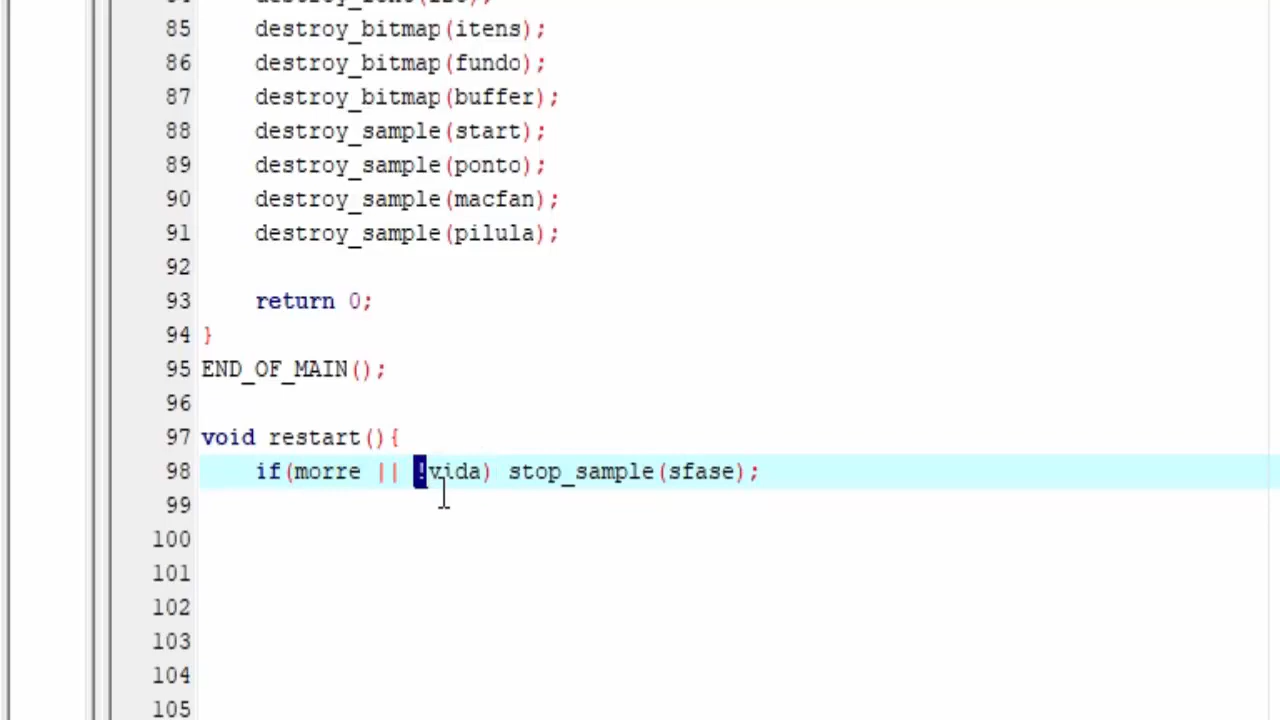 85 destroy_bitmap(itens);
86 destroy_bitmap(fundo);
87 destroy_bitmap(buffer);
88 destroy_sample(start);
89 destroy_sample(ponto);
90 destroy_sample(macfan);
91 destroy_sample(pilula);
92
93 return 0;
94 }
95 END_OF_MAIN();
96
97 void restart(){
98 if(morre || !vida) stop_sample(sfase);
99
100
101
102
103
104
105